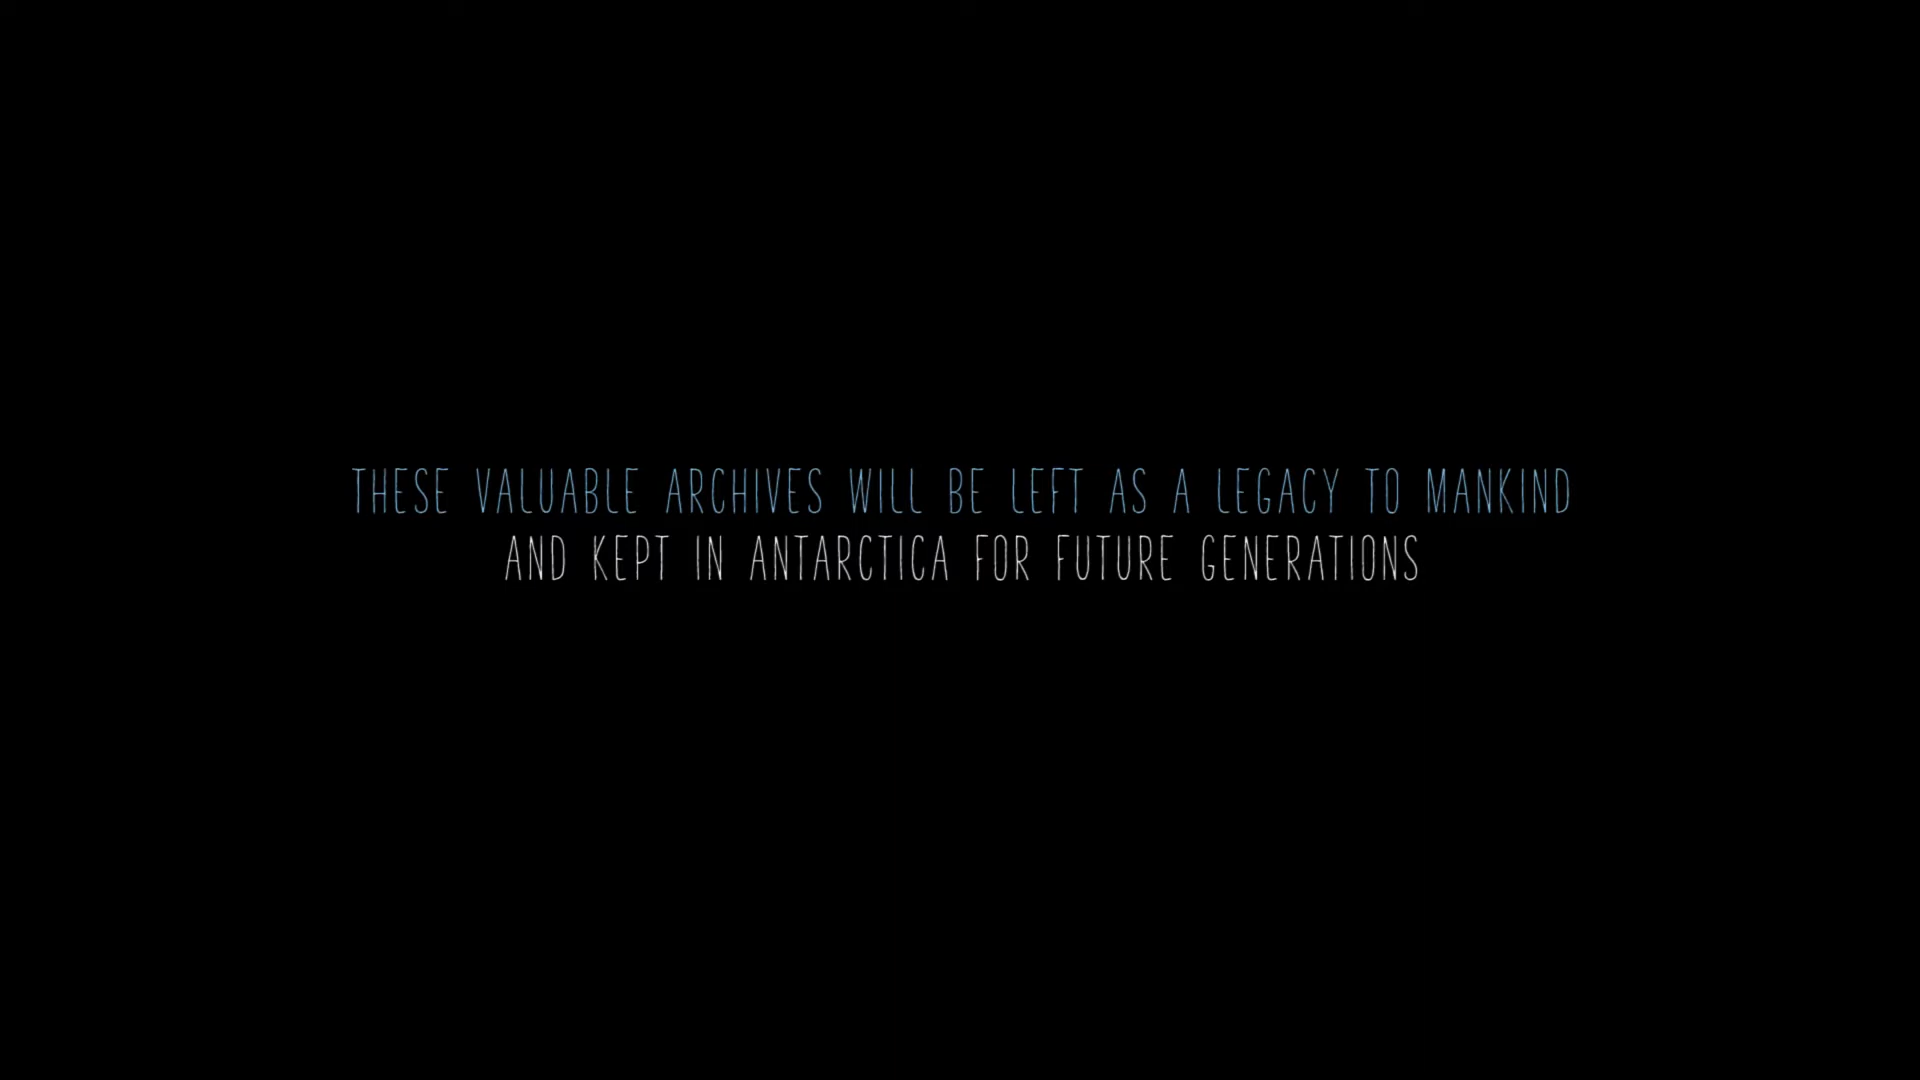 THESE VALUABLE ARCHIVES WILL BE LEFT AS A LEGACY TO MANKIND
AND KEPT IN ANTARCTICA FOR FUTURE GENERATIONS